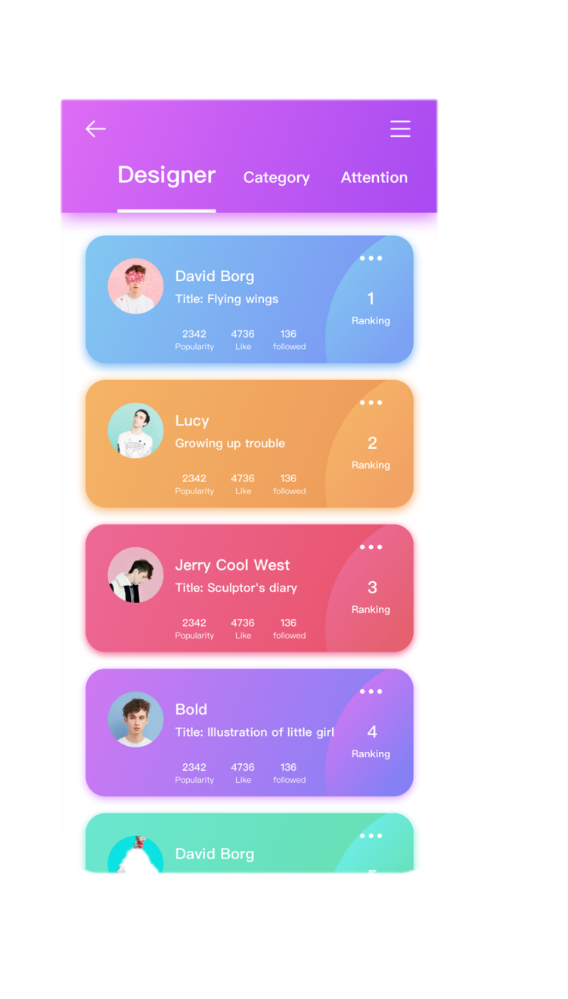 Designer Category Attention
David Borg
Title: Flying wings
1
Ranking
2342 4736 136
Popularity Like followed
Lucy
Growing up trouble
2
Ranking
2342 4736 136
Popularity Like followed
Jerry Cool West
Title: Sculptor's diary
3
Ranking
2342 4736 136
Popularity Like followed
Bold
Title: Illustration of little girl
4
Ranking
2342 4736 136
Popularity Like followed
David Borg